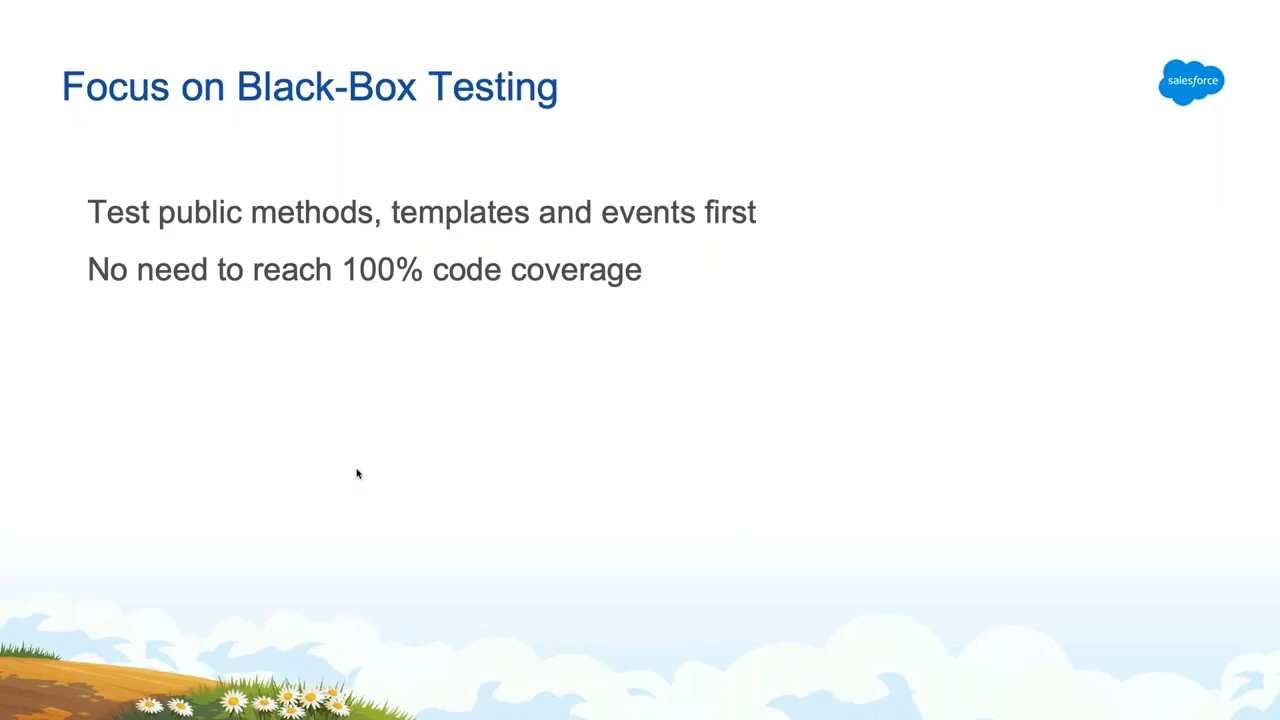 Focus on Black-Box Testing
salesforce
Test public methods, templates and events first
No need to reach 100% code coverage